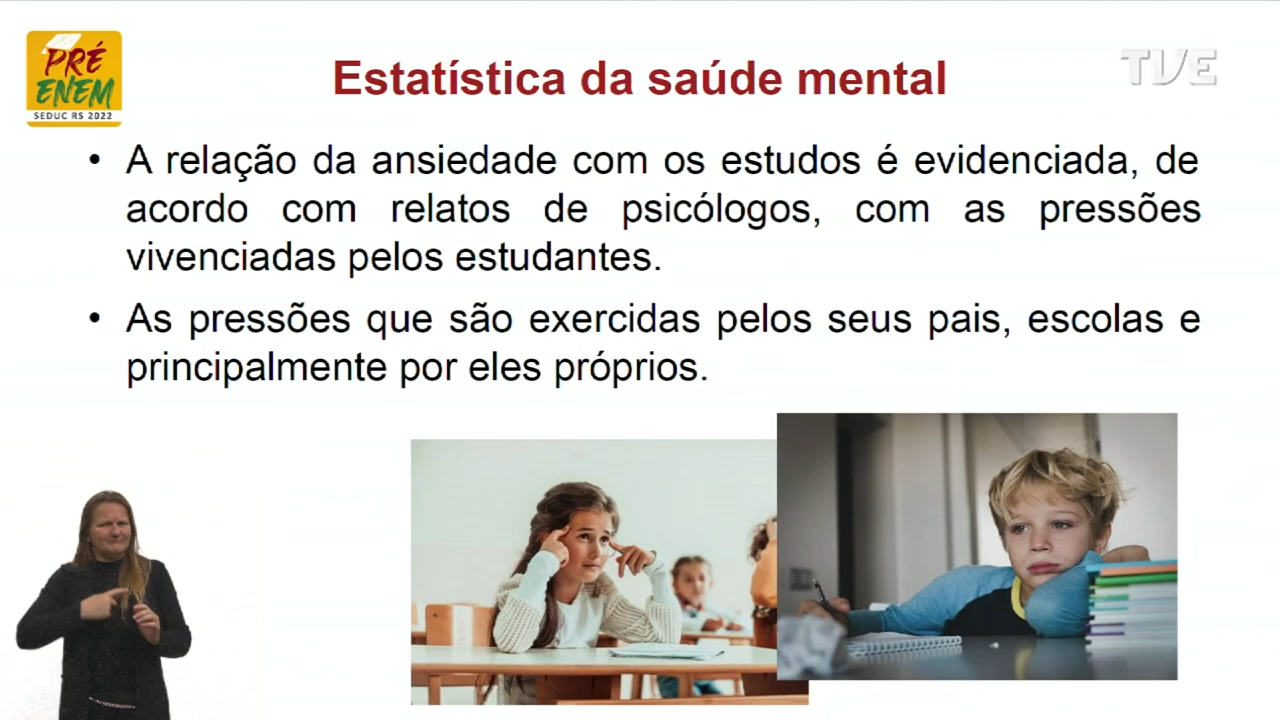 PRÉ
ENEM
SEDUC RS 2022
Estatística da saúde mental
TVE
• A relação da ansiedade com os estudos é evidenciada, de
acordo com relatos de psicólogos, com as pressões
vivenciadas pelos estudantes.
• As pressões que são exercidas pelos seus pais, escolas e
principalmente por eles próprios.